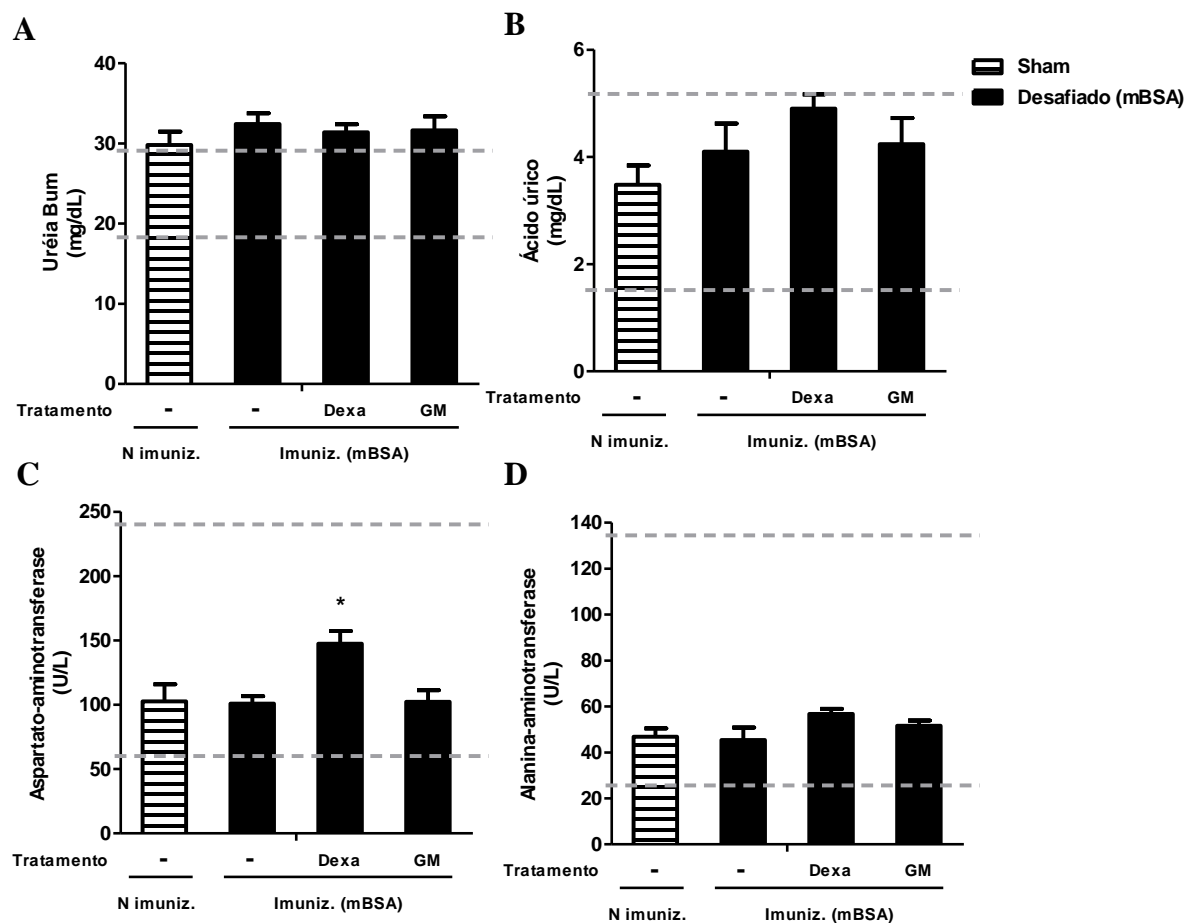 A
Uréia Bum
(mg/dL)
40
30
20
10
0
Tratamento - - Dexa GM
N imuniz. Imuniz. (mBSA)
B
Ácido úrico
(mg/dL)
6
4
2
0
Tratamento - - Dexa GM
N imuniz. Imuniz. (mBSA)
Sham
Desafiado (mBSA)
C
Aspartato-aminotransferase
(U/L)
250
200
150
100
50
0
*
Tratamento - - Dexa GM
N imuniz. Imuniz. (mBSA)
D
Alanina-aminotransferase
(U/L)
140
120
100
80
60
40
20
0
Tratamento - - Dexa GM
N imuniz. Imuniz. (mBSA)